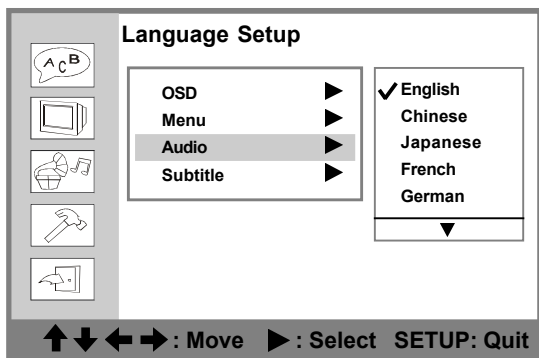 Language Setup
A C B
OSD
Menu
Audio
Subtitle
✓ English
Chinese
Japanese
French
German
: Move : Select SETUP: Quit